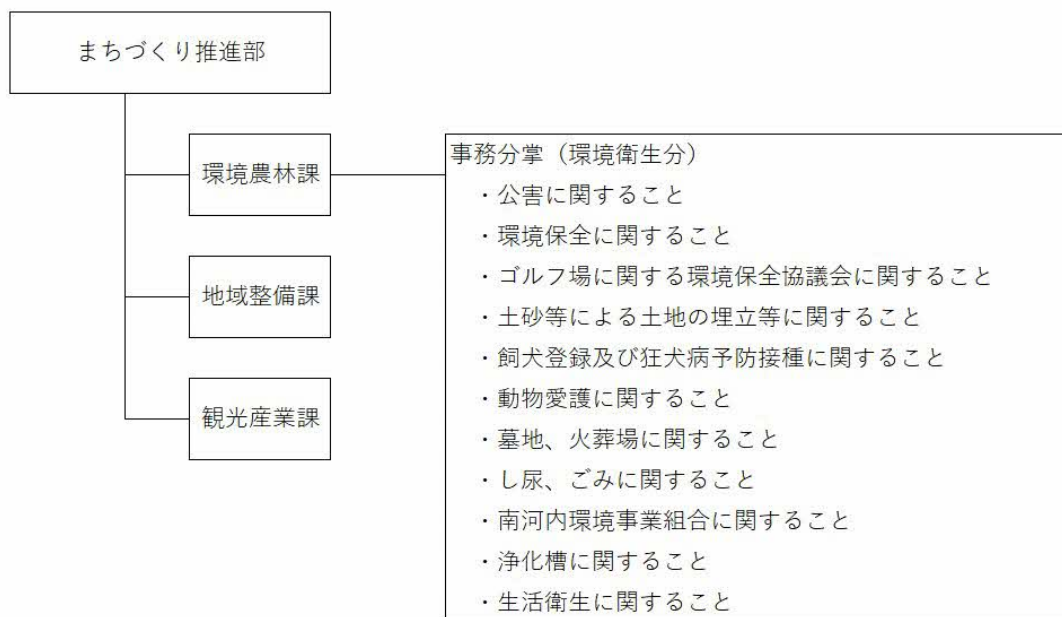 まちづくり推進部
環境農林課
地域整備課
観光産業課
事務分掌（環境衛生分）
・公害に関すること
・環境保全に関すること
・ゴルフ場に関する環境保全協議会に関すること
・土砂等による土地の埋立等に関すること
・飼犬登録及び狂犬病予防接種に関すること
・動物愛護に関すること
・墓地、火葬場に関すること
・し尿、ごみに関すること
・南河内環境事業組合に関すること
・浄化槽に関すること
・生活衛生に関すること